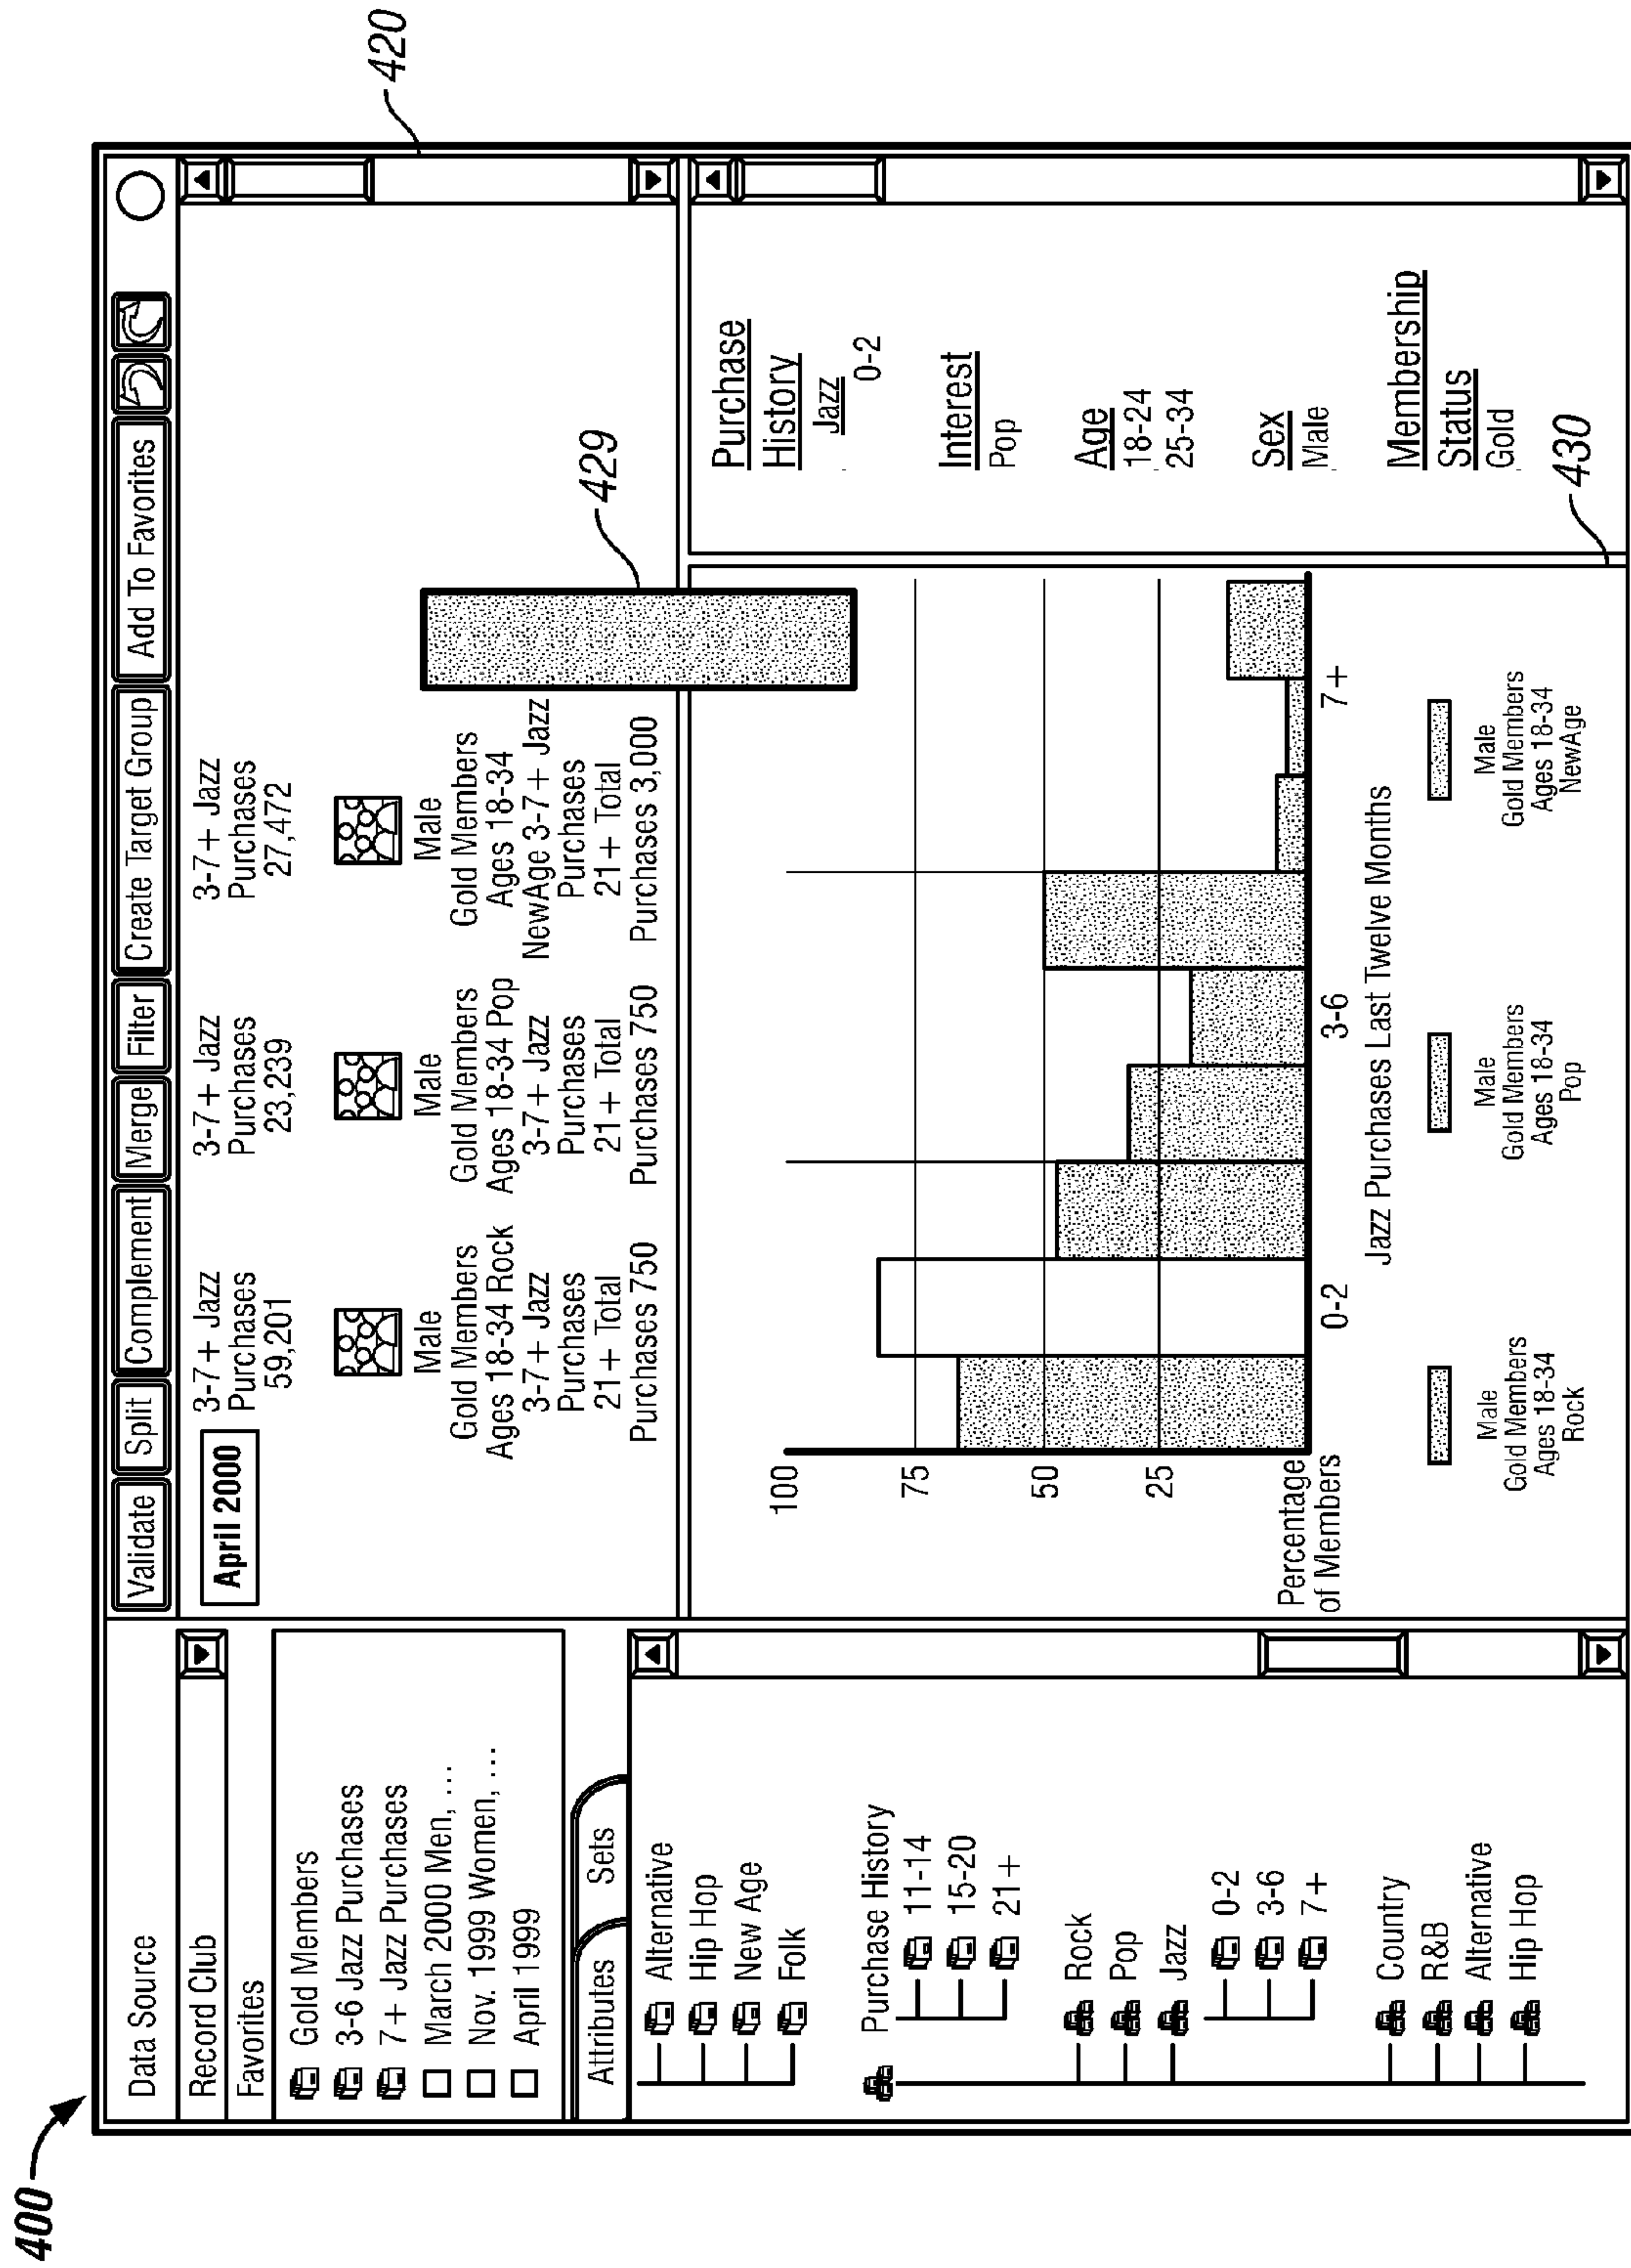 400
420
Data Source
Record Club
Favorites
Gold Members
3-6 Jazz Purchases
7+ Jazz Purchases
March 2000 Men, ...
Nov. 1999 Women, ...
April 1999
Attributes
Sets
Alternative
Hip Hop
New Age
Folk
Purchase History
11-14
15-20
21+
Rock
Pop
Jazz
0-2
3-6
7+
Country
R&B
Alternative
Hip Hop
Validate
Split
Complement
Merge
Filter
Create Target Group
Add To Favorites
April 2000
3-7+ Jazz
Purchases
59,201
3-7+ Jazz
Purchases
23,239
3-7+ Jazz
Purchases
27,472
Male
Gold Members
Ages 18-34 Rock
3-7+ Jazz
Purchases
21+ Total
Purchases 750
Male
Gold Members
Ages 18-34 Pop
3-7+ Jazz
Purchases
21+ Total
Purchases 750
Male
Gold Members
Ages 18-34
NewAge 3-7+ Jazz
Purchases
21+ Total
Purchases 3,000
429
100
75
50
25
Percentage
of Members
0-2
3-6
7+
Jazz Purchases Last Twelve Months
Male
Gold Members
Ages 18-34
Rock
Male
Gold Members
Ages 18-34
Pop
Male
Gold Members
Ages 18-34
NewAge
Purchase
History
Jazz
0-2
Interest
Pop
Age
18-24
25-34
Sex
Male
Membership
Status
Gold
430